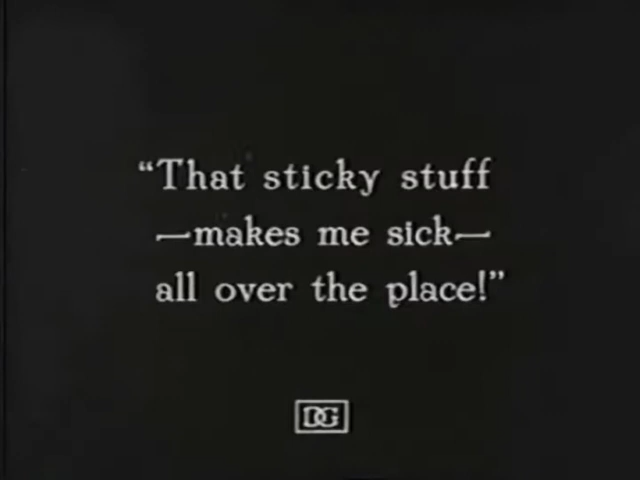 “That sticky stuff
—makes me sick—
all over the place!”
DG